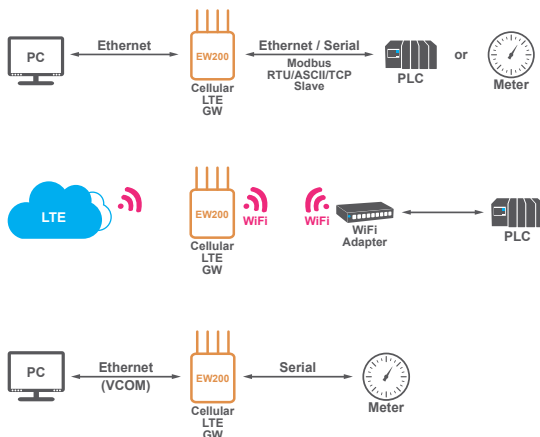 PC
Ethernet
EW200
Cellular
LTE
GW
Ethernet / Serial
Modbus
RTU/ASCII/TCP
Slave
PLC
or
Meter
LTE
EW200
Cellular
LTE
GW
WiFi
WiFi
WiFi
Adapter
PLC
PC
Ethernet
(VCOM)
EW200
Cellular
LTE
GW
Serial
Meter